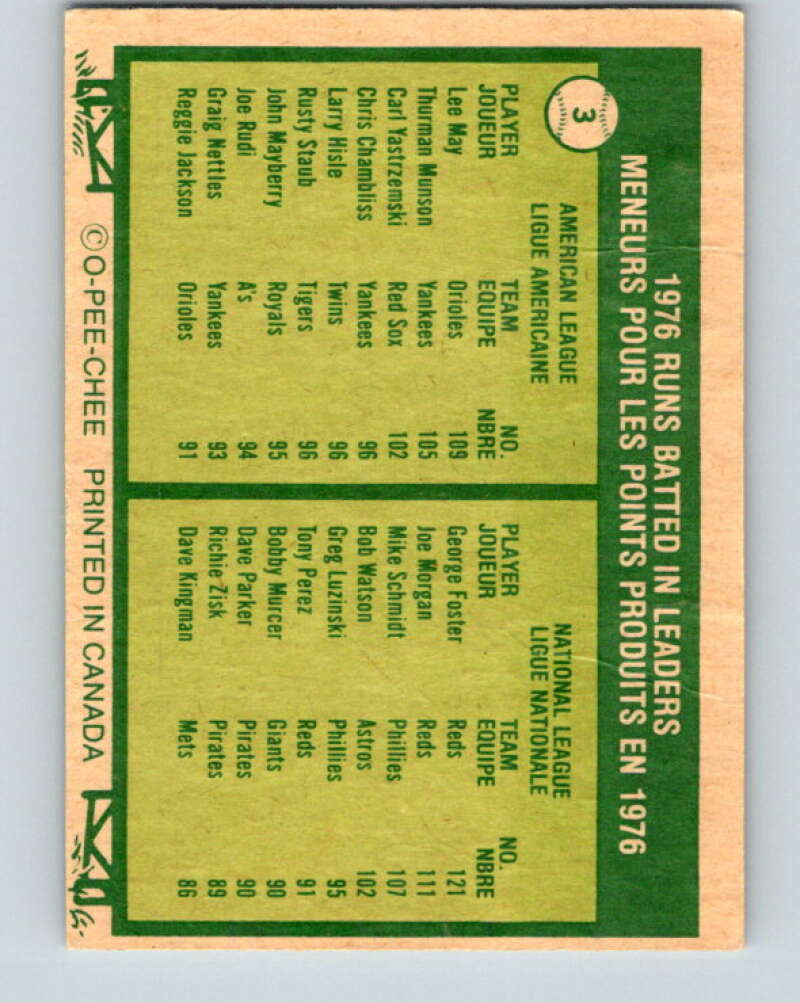 3
1976 RUNS BATTED IN LEADERS
MENEURS POUR LES POINTS PRODUITS EN 1976
AMERICAN LEAGUE
LIGUE AMERICAINE
PLAYER TEAM NO.
JOUEUR EQUIPE NBRE
Lee May Orioles 109
Thurman Munson Yankees 105
Carl Yastrzemski Red Sox 102
Chris Chambliss Yankees 96
Larry Hisle Twins 96
Rusty Staub Tigers 96
John Mayberry Royals 95
Joe Rudi A's 94
Graig Nettles Yankees 93
Reggie Jackson Orioles 91
NATIONAL LEAGUE
LIGUE NATIONALE
PLAYER TEAM NO.
JOUEUR EQUIPE NBRE
George Foster Reds 121
Joe Morgan Reds 111
Mike Schmidt Phillies 107
Bob Watson Astros 102
Greg Luzinski Phillies 95
Tony Perez Reds 91
Bobby Murcer Giants 90
Dave Parker Pirates 90
Richie Zisk Pirates 89
Dave Kingman Mets 86
©O-PEE-CHEE PRINTED IN CANADA